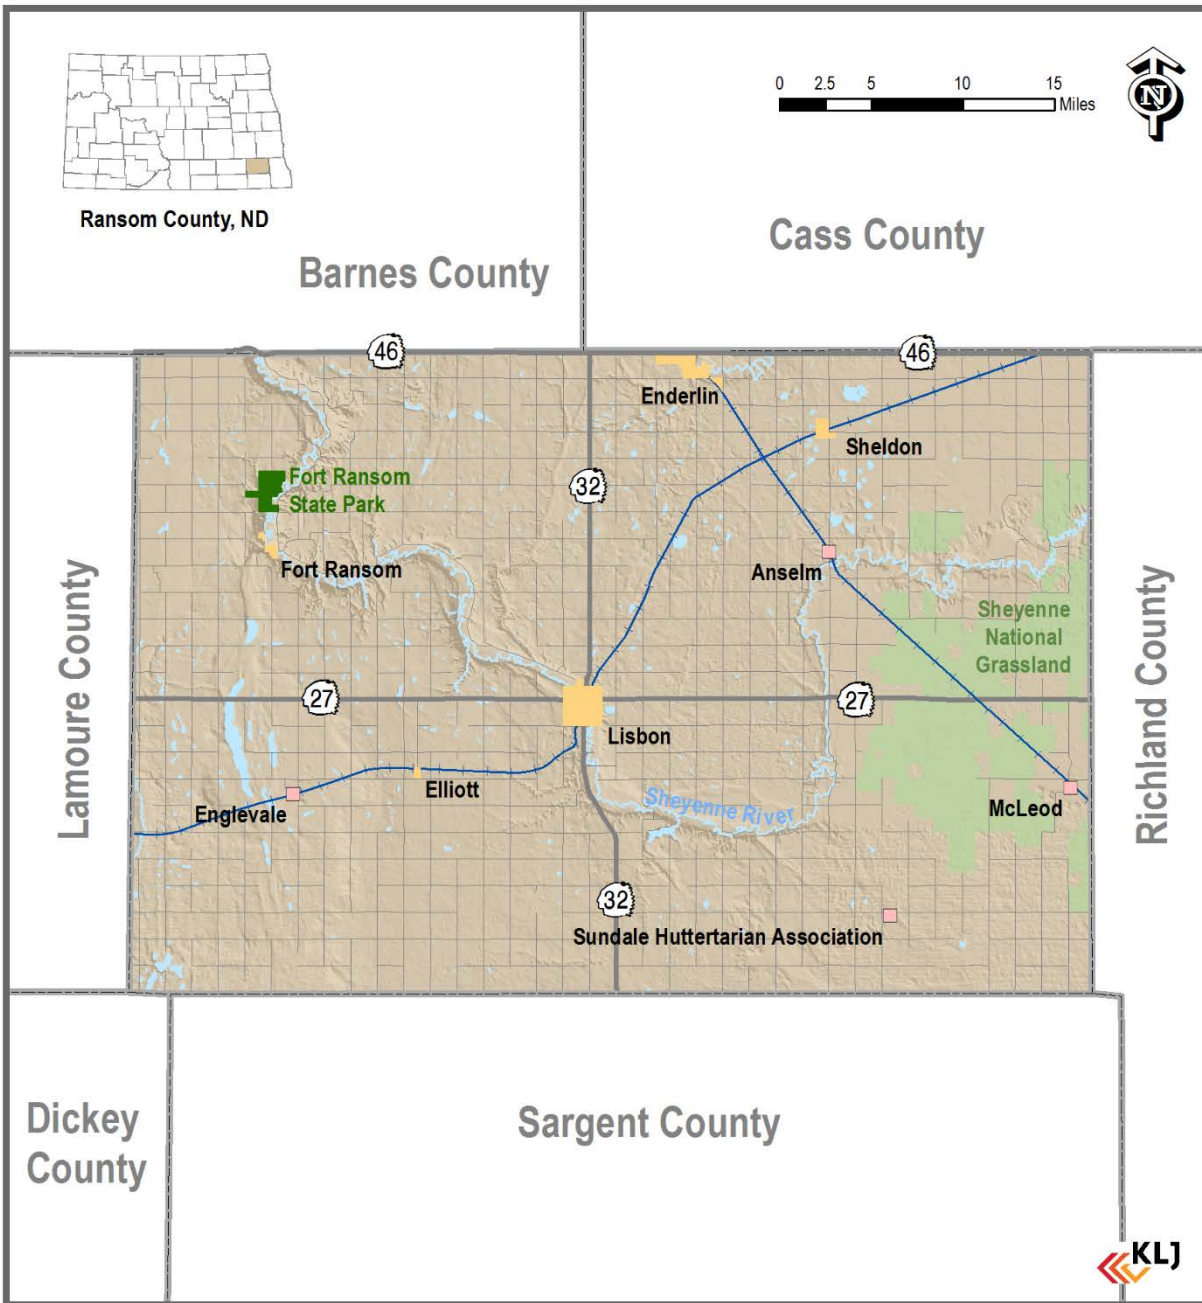 0 2.5 5 10 15
Miles
N
Ransom County, ND
Barnes County
Cass County
46
46
Enderlin
Sheldon
32
Fort Ransom
State Park
Fort Ransom
Anselm
Lamoure County
Sheyenne
National
Grassland
Richland County
27
27
Lisbon
Elliott
Englevale
Sheyenne River
McLeod
32
Sundale Huttertarian Association
Dickey
County
Sargent County
KLJ